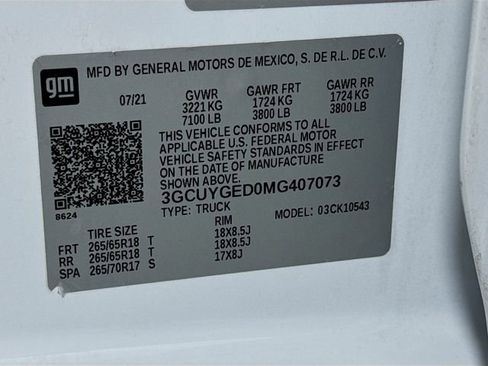 gm
MFD BY GENERAL MOTORS DE MEXICO, S. DE R.L. DE C.V.
07/21 GVWR GAWR FRT GAWR RR
3221 KG 1724 KG 1724 KG
7100 LB 3800 LB 3800 LB
THIS VEHICLE CONFORMS TO ALL
APPLICABLE U.S. FEDERAL MOTOR
VEHICLE SAFETY STANDARDS IN EFFECT
ON THE DATE OF MANUFACTURE
SHOWN ABOVE.
3GCUYGED0MG407073
8624 TYPE: TRUCK MODEL: 03CK10543
TIRE SIZE RIM
FRT 265/65R18 T 18X8.5J
RR 265/65R18 T 18X8.5J
SPA 265/70R17 S 17X8J